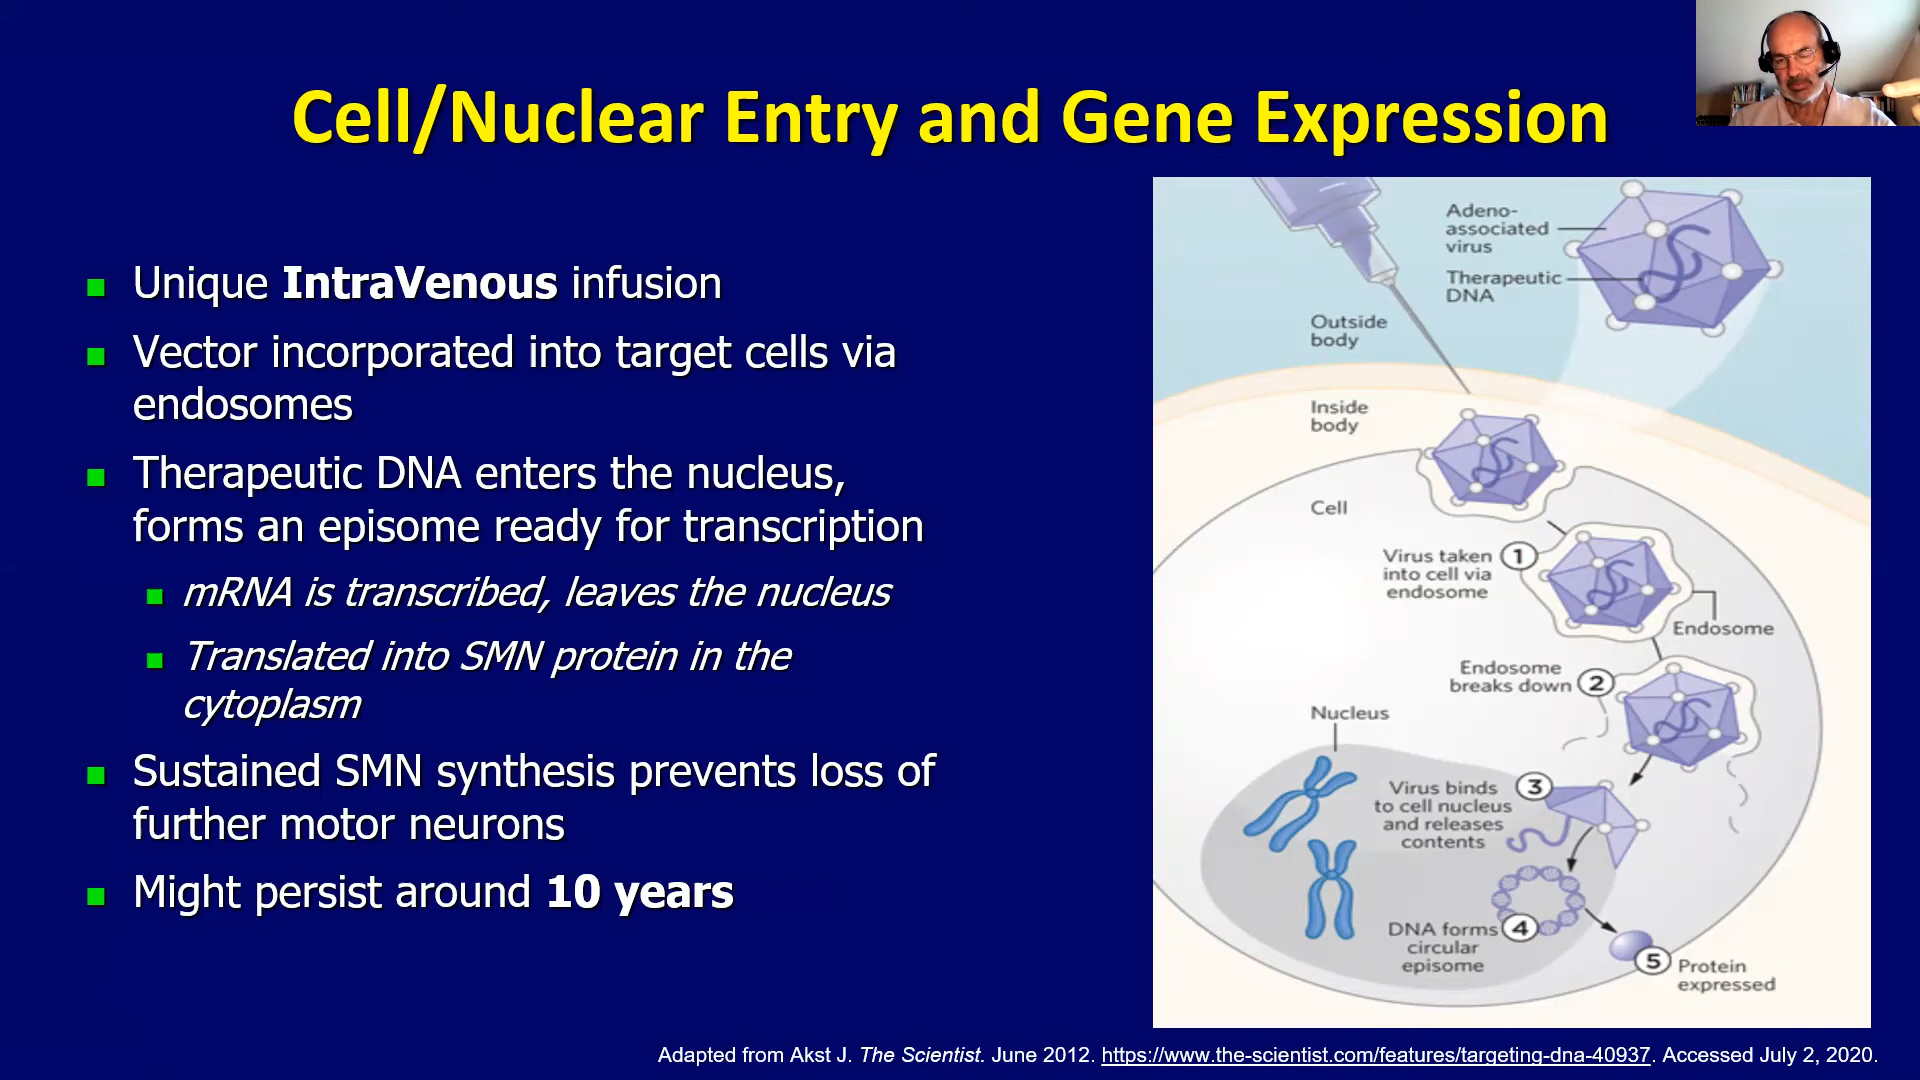 Cell/Nuclear Entry and Gene Expression
Unique IntraVenous infusion
Vector incorporated into target cells via
endosomes
Therapeutic DNA enters the nucleus,
forms an episome ready for transcription
mRNA is transcribed, leaves the nucleus
Translated into SMN protein in the
cytoplasm
Sustained SMN synthesis prevents loss of
further motor neurons
Might persist around 10 years
Adeno-
associated
virus
Therapeutic
DNA
Outside
body
Inside
body
Cell
Virus taken
into cell via
endosome
1
Endosome
Endosome
breaks down
2
Nucleus
Virus binds
to cell nucleus
and releases
contents
3
DNA forms
circular
episome
4
5
Protein
expressed
Adapted from Akst J. The Scientist. June 2012. https://www.the-scientist.com/features/targeting-dna-40937. Accessed July 2, 2020.